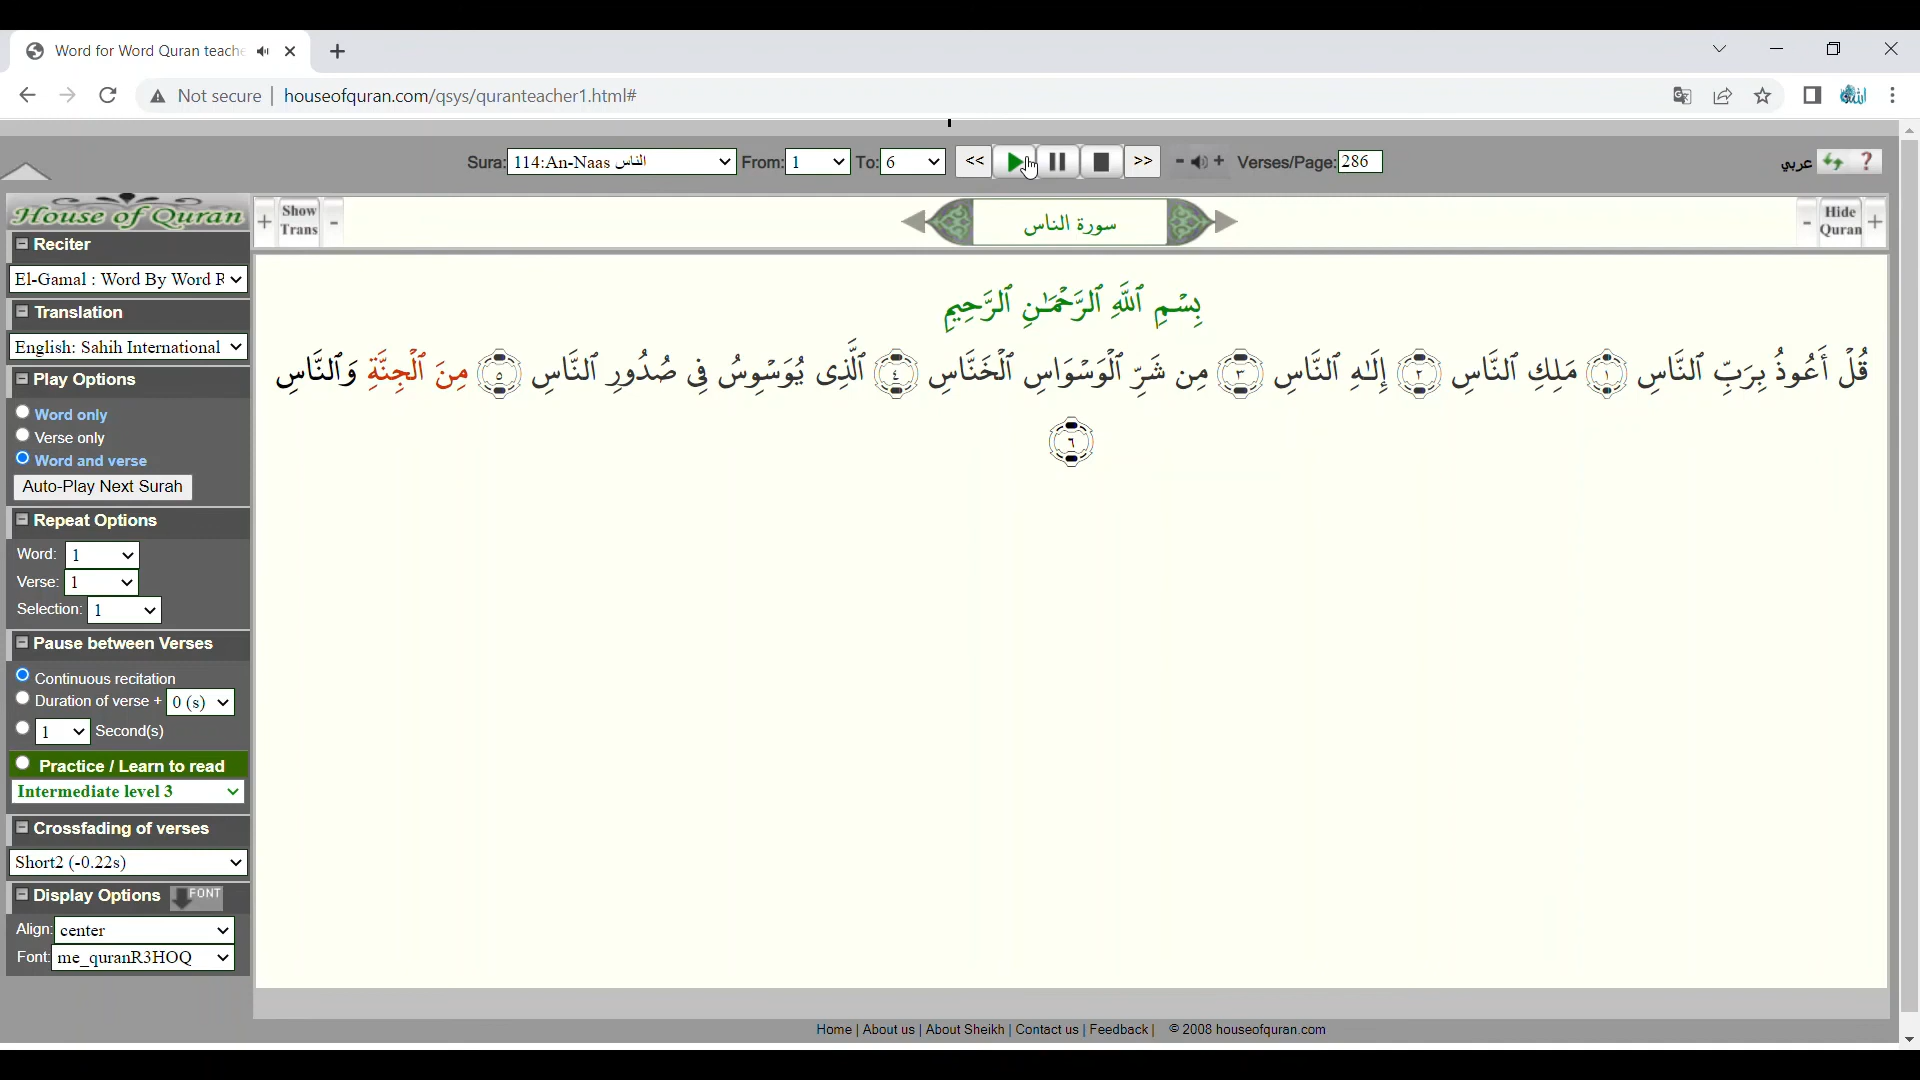 Word for Word Quran teache
Not secure | houseofquran.com/qsys/quranteacher1.html#
Sura: 114:An-Naas الناس From: 1 To: 6 << >> - + Verses/Page: 286 عربي ?
House of Quran
+ Show Trans -
سورة الناس
- Hide Quran +
Reciter
El-Gamal : Word By Word R
Translation
English: Sahih International
Play Options
Word only
Verse only
Word and verse
Auto-Play Next Surah
Repeat Options
Word: 1
Verse: 1
Selection: 1
Pause between Verses
Continuous recitation
Duration of verse + 0 (s)
1 Second(s)
Practice / Learn to read
Intermediate level 3
Crossfading of verses
Short2 (-0.22s)
Display Options FONT
Align: center
Font: me_quranR3HOQ
بِسْمِ ٱللَّهِ ٱلرَّحْمَـٰنِ ٱلرَّحِيمِ
قُلْ أَعُوذُ بِرَبِّ ٱلنَّاسِ ١ مَلِكِ ٱلنَّاسِ ٢ إِلَـٰهِ ٱلنَّاسِ ٣ مِن شَرِّ ٱلْوَسْوَاسِ ٱلْخَنَّاسِ ٤ ٱلَّذِى يُوَسْوِسُ فِى صُدُورِ ٱلنَّاسِ ٥ مِنَ ٱلْجِنَّةِ وَٱلنَّاسِ
٦
Home | About us | About Sheikh | Contact us | Feedback | © 2008 houseofquran.com